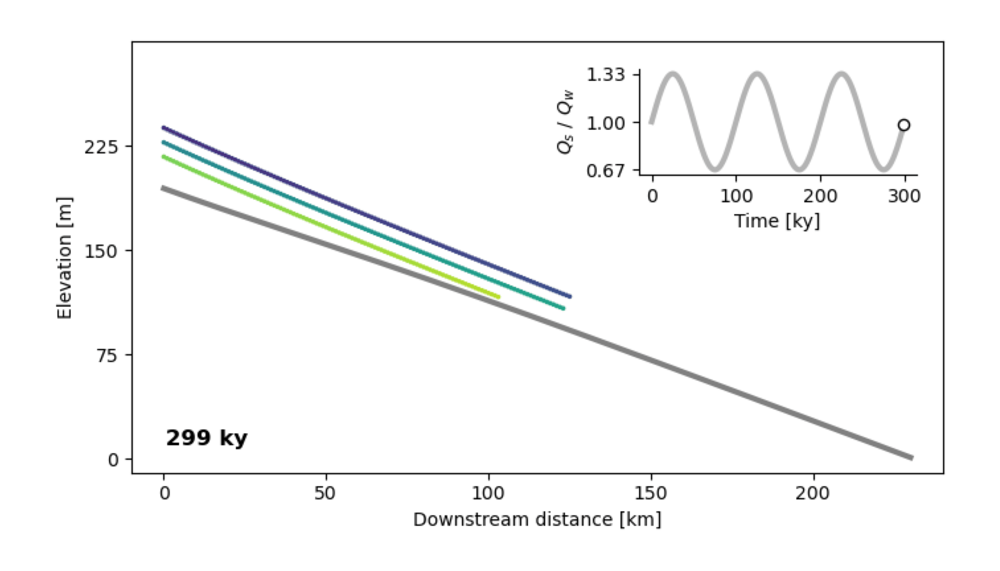 1.33
1.00
0.67
Qs / Qw
0 100 200 300
Time [ky]
225
150
75
0
Elevation [m]
299 ky
0 50 100 150 200
Downstream distance [km]